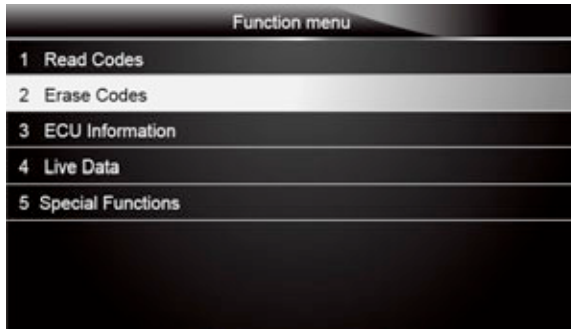 Function menu
1 Read Codes
2 Erase Codes
3 ECU Information
4 Live Data
5 Special Functions